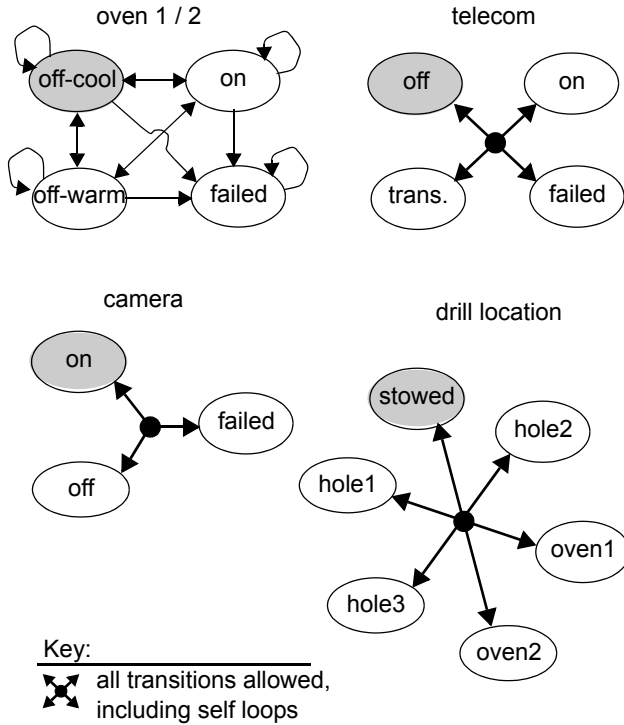 oven 1 / 2
off-cool
on
off-warm
failed
telecom
off
on
trans.
failed
camera
on
failed
off
drill location
stowed
hole2
hole1
oven1
hole3
oven2
Key:
all transitions allowed,
including self loops